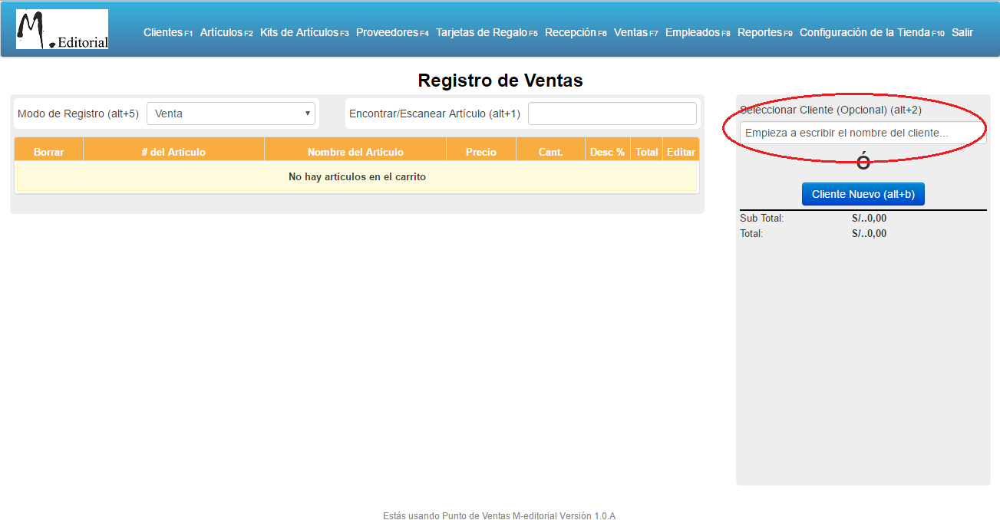 M.Editorial
ClientesF1 ArtículosF2 Kits de ArtículosF3 ProveedoresF4 Tarjetas de RegaloF5 RecepciónF6 VentasF7 EmpleadosF8 ReportesF9 Configuración de la TiendaF10 Salir
Registro de Ventas
Modo de Registro (alt+5) Venta Encontrar/Escanear Artículo (alt+1)
Borrar # del Artículo Nombre del Artículo Precio Cant. Desc % Total Editar
No hay artículos en el carrito
Seleccionar Cliente (Opcional) (alt+2)
Empieza a escribir el nombre del cliente...
Ó
Cliente Nuevo (alt+b)
Sub Total: S/..0,00
Total: S/..0,00
Estás usando Punto de Ventas M-editorial Versión 1.0.A